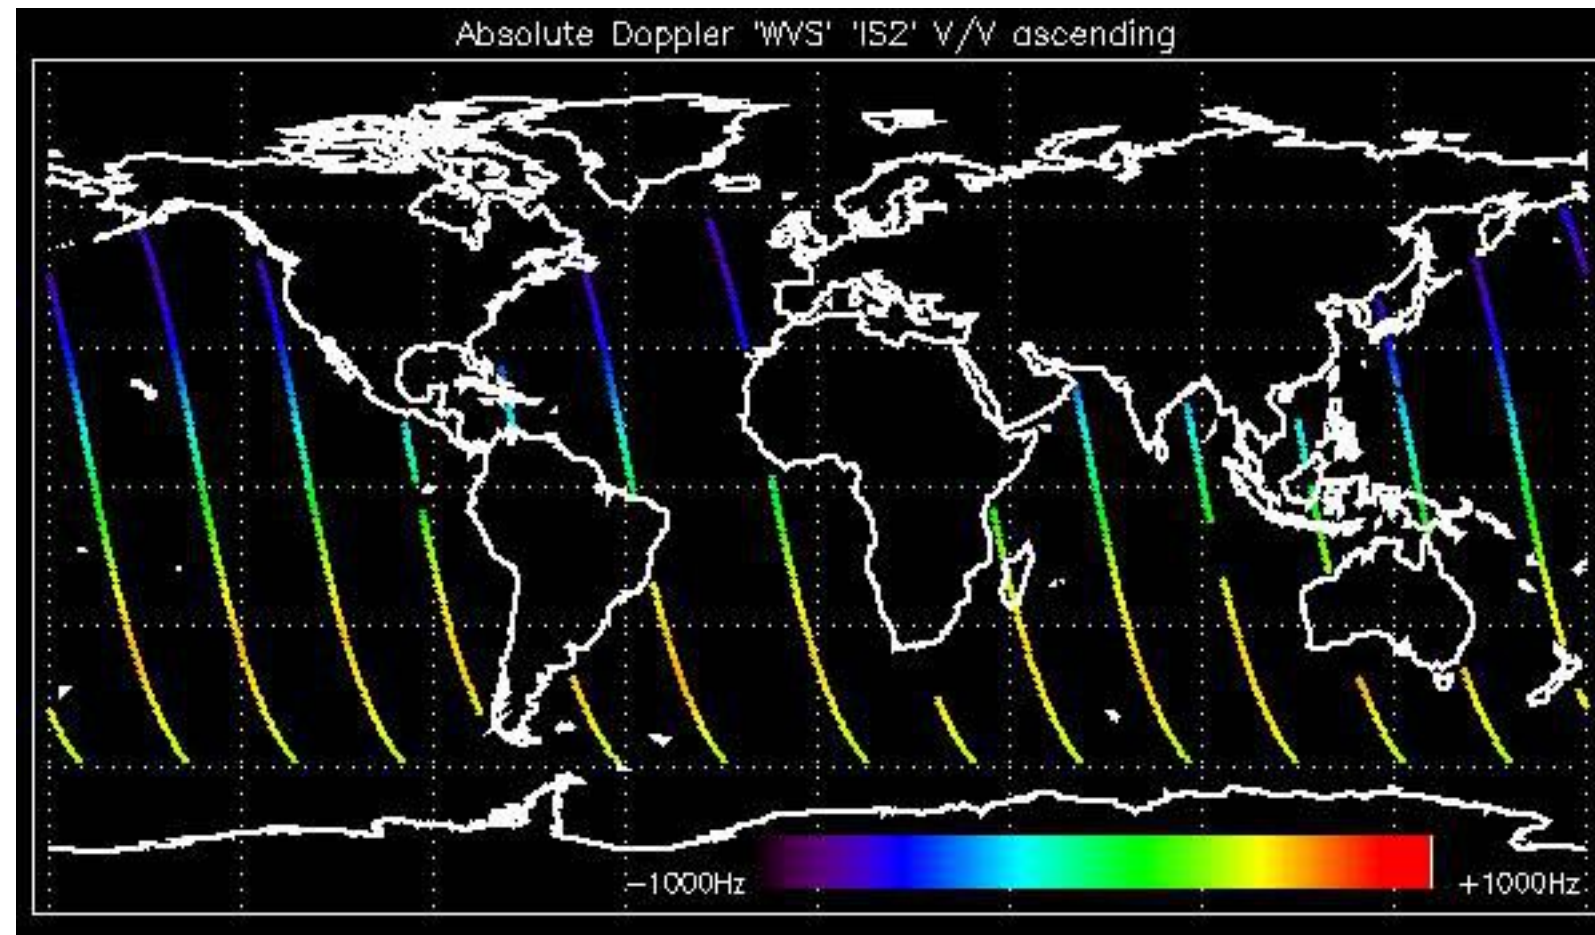 Absolute Doppler 'WVS' 'IS2' V/V ascending
-1000Hz +1000Hz